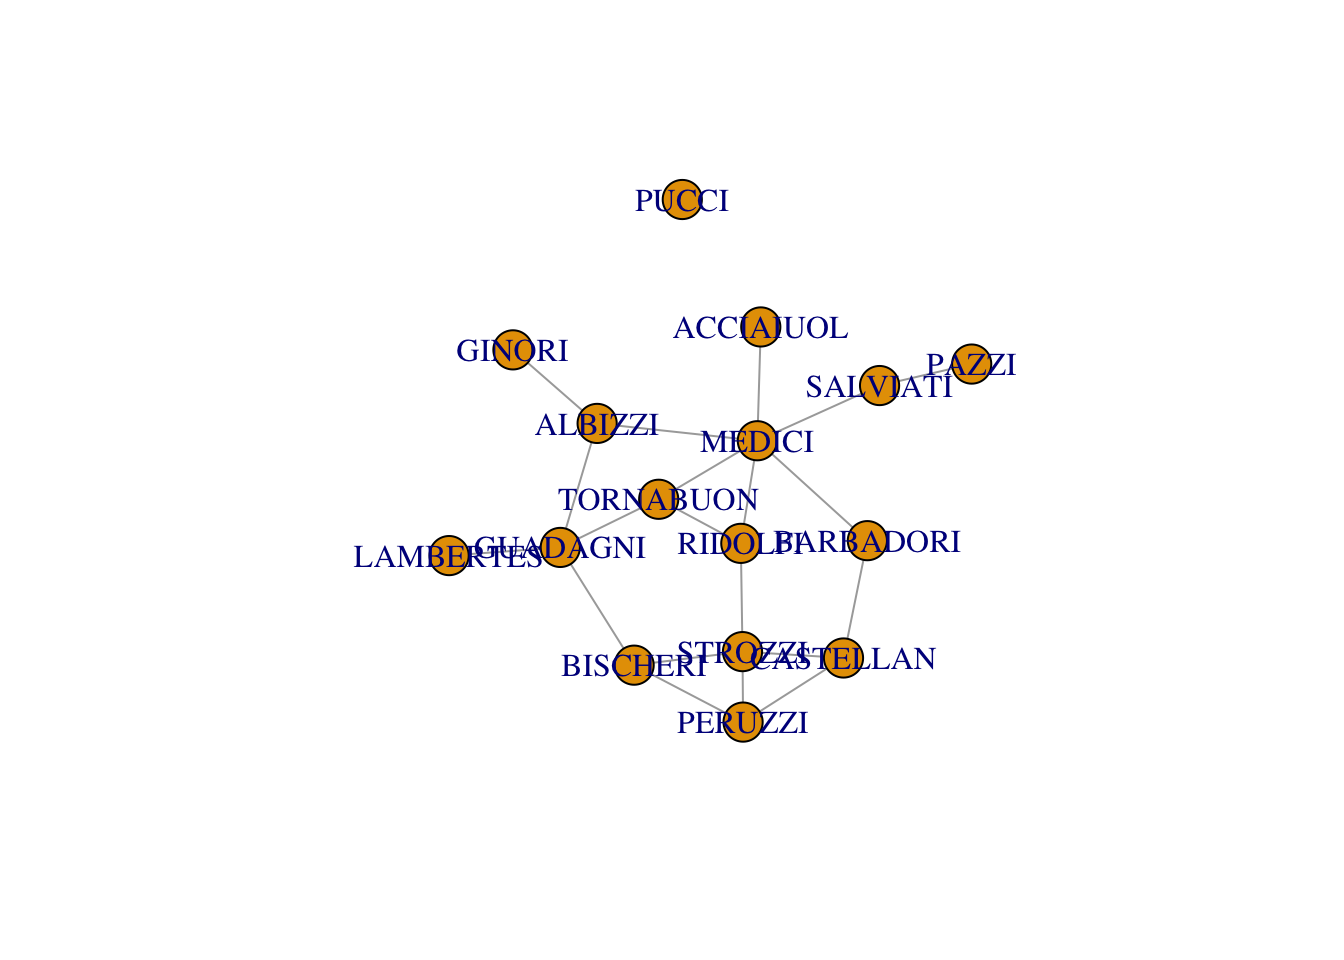 PUCCI
ACCIAIUOL
GINORI
PAZZI
SALVIATI
ALBIZZI
MEDICI
TORNABUON
LAMBERTES
GUADAGNI
RIDOLFI
BARBADORI
BISCHERI
STROZZI
CASTELLAN
PERUZZI